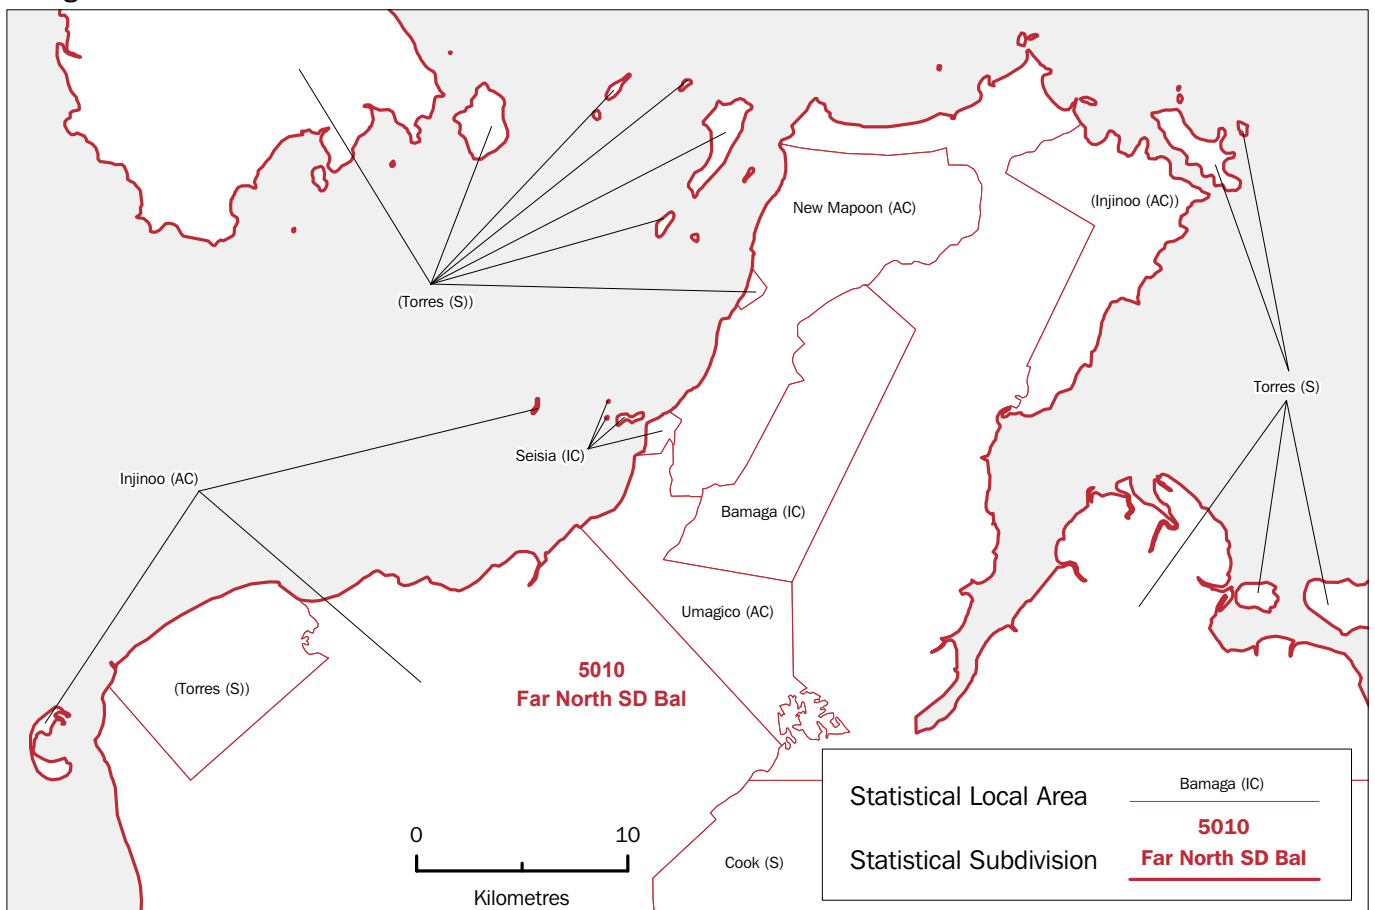 New Mapoon (AC)
(Injinoo (AC))
(Torres (S))
Torres (S)
Seisia (IC)
Injinoo (AC)
Bamaga (IC)
Umagico (AC)
5010
Far North SD Bal
(Torres (S))
Statistical Local Area
Bamaga (IC)
5010
Statistical Subdivision
Far North SD Bal
0 10
Kilometres
Cook (S)